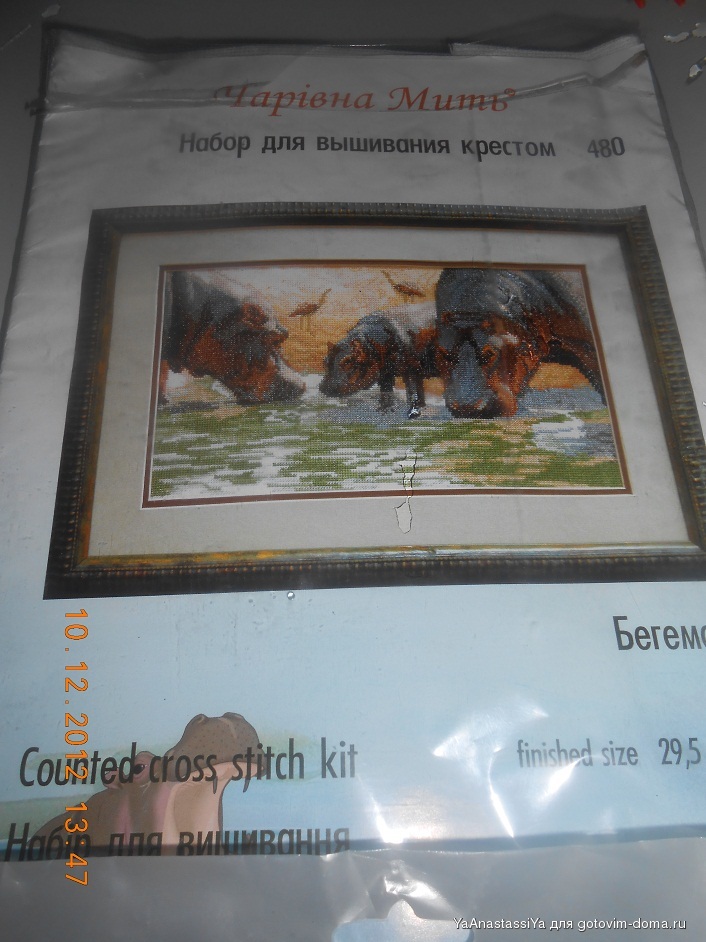 Чарівна Мить
Набор для вышивания крестом 480
Бегемо
Counted cross stitch kit
finished size 29,5
Набір для вишивання
10.12.2012 13:47
YaAnastassiYa для gotovim-doma.ru